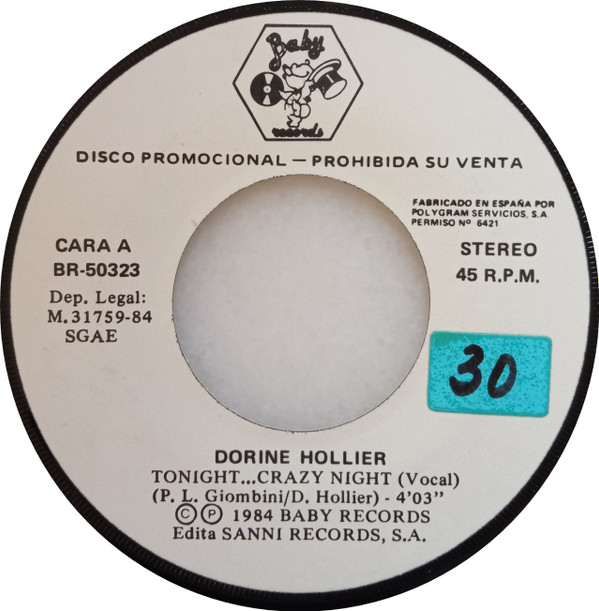 Baby
records
DISCO PROMOCIONAL — PROHIBIDA SU VENTA
FABRICADO EN ESPAÑA POR
POLYGRAM SERVICIOS, S.A.
PERMISO Nº 6421
CARA A
BR-50323
Dep. Legal:
M. 31759-84
SGAE
STEREO
45 R.P.M.
30
DORINE HOLLIER
TONIGHT...CRAZY NIGHT (Vocal)
(P. L. Giombini/D. Hollier) - 4'03"
Ⓒ Ⓟ 1984 BABY RECORDS
Edita SANNI RECORDS, S.A.